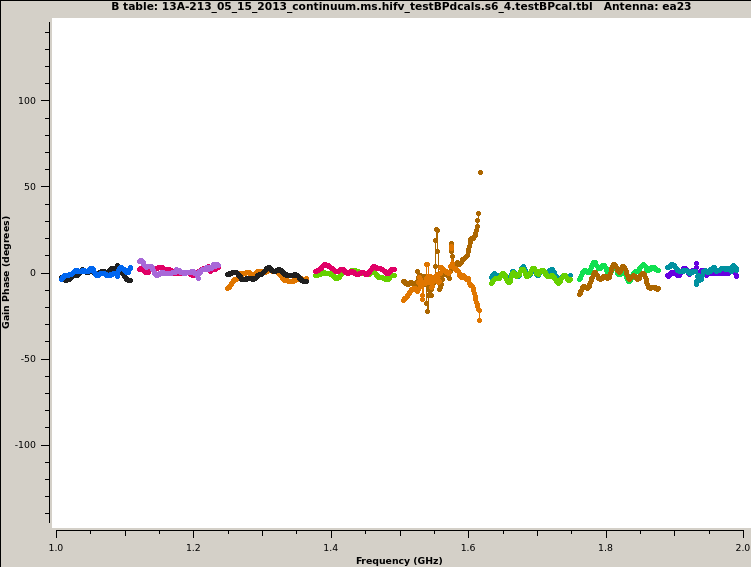 B table: 13A-213_05_15_2013_continuum.ms.hifv_testBPdcals.s6_4.testBPcal.tbl   Antenna: ea23
100
50
0
-50
-100
Gain Phase (degrees)
1.0 1.2 1.4 1.6 1.8 2.0
Frequency (GHz)